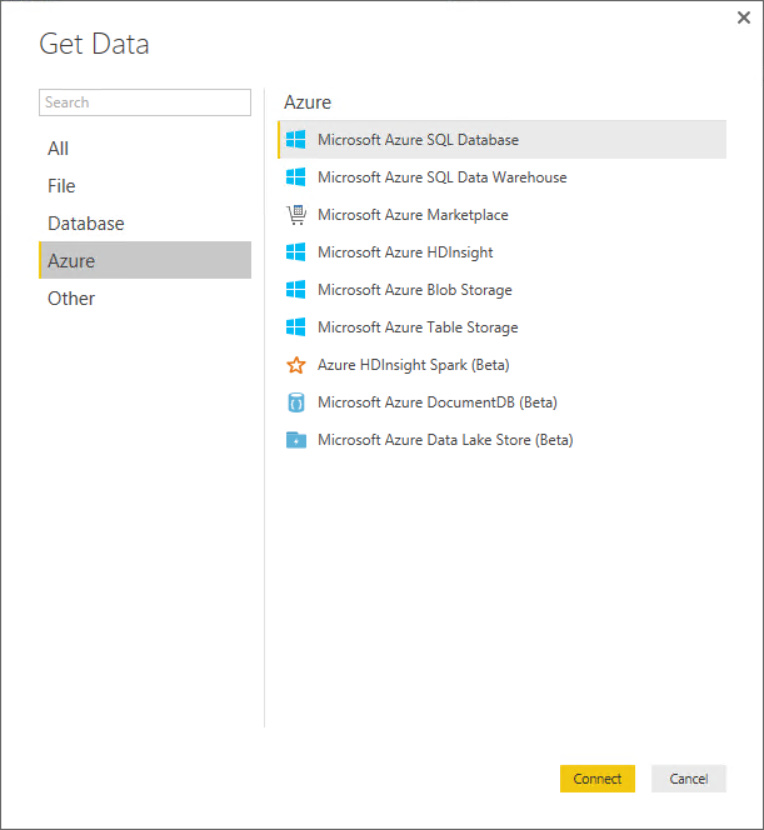 Get Data
Search
All
File
Database
Azure
Other
Azure
Microsoft Azure SQL Database
Microsoft Azure SQL Data Warehouse
Microsoft Azure Marketplace
Microsoft Azure HDInsight
Microsoft Azure Blob Storage
Microsoft Azure Table Storage
Azure HDInsight Spark (Beta)
Microsoft Azure DocumentDB (Beta)
Microsoft Azure Data Lake Store (Beta)
Connect
Cancel